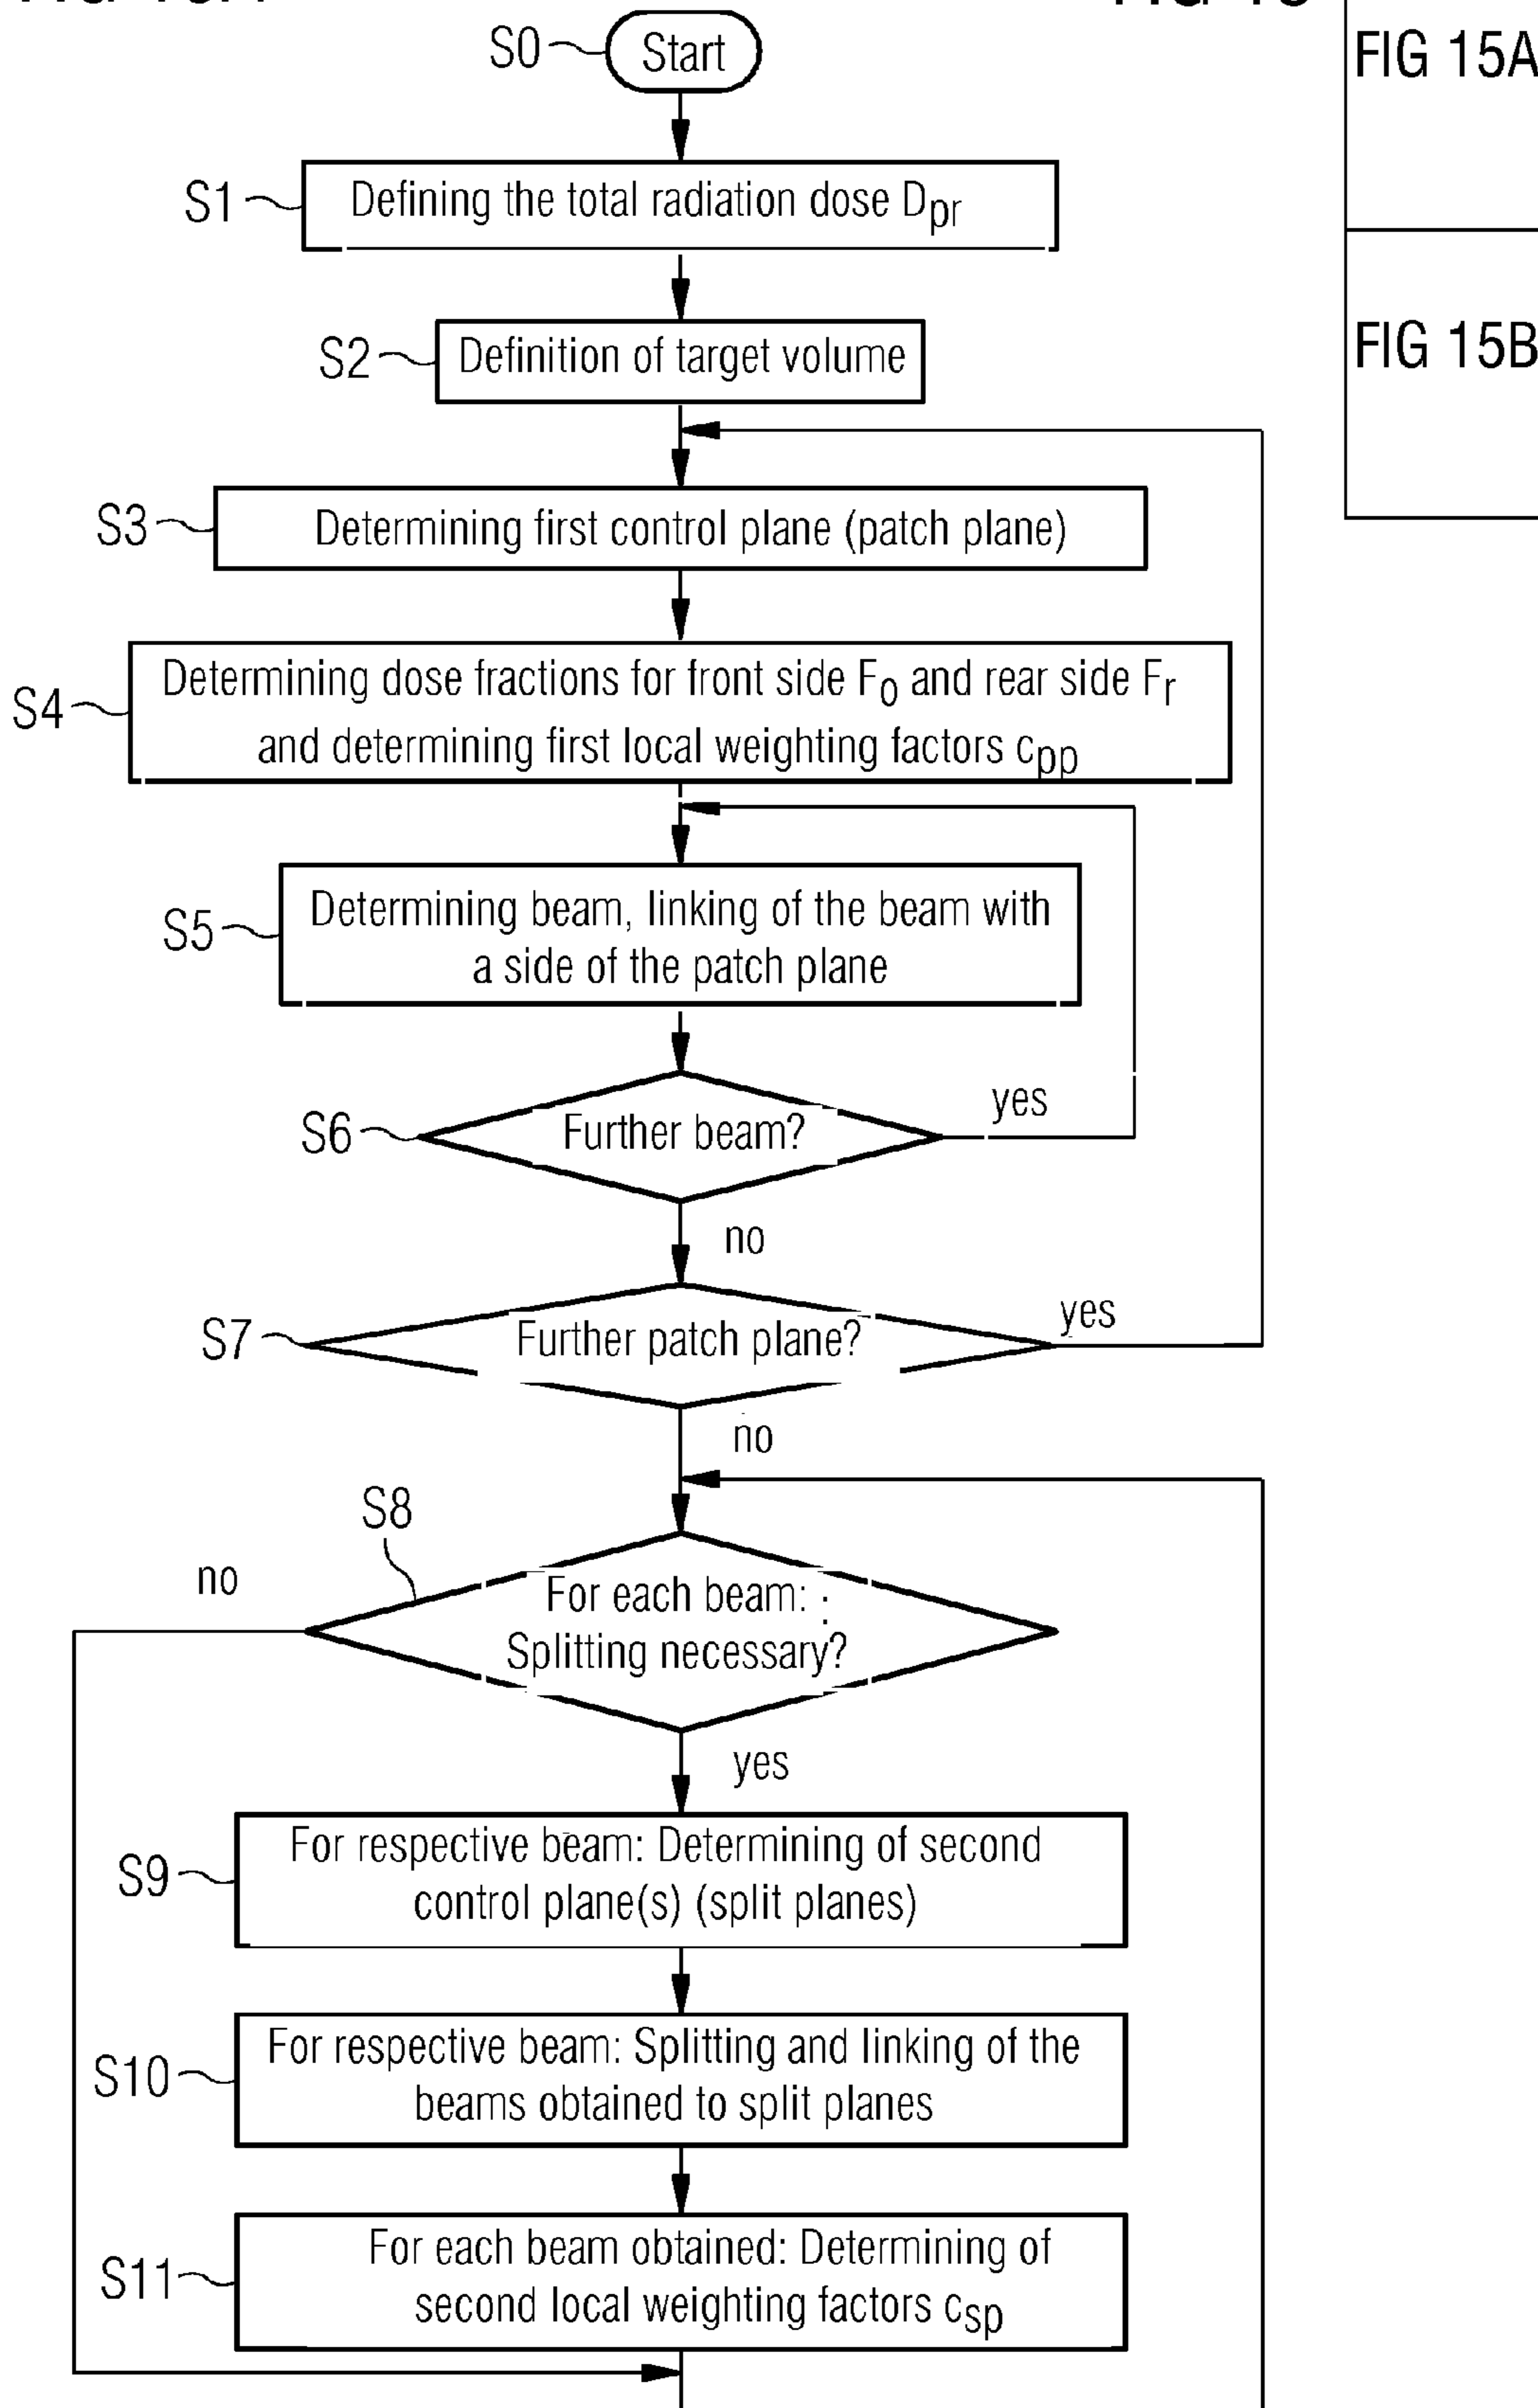 S0
Start
FIG 15A
S1
Defining the total radiation dose Dpr
S2
Definition of target volume
FIG 15B
S3
Determining first control plane (patch plane)
S4
Determining dose fractions for front side Fo and rear side Fr
and determining first local weighting factors cpp
S5
Determining beam, linking of the beam with
a side of the patch plane
S6
Further beam?
yes
no
S7
Further patch plane?
yes
no
S8
no
For each beam: :
Splitting necessary?
yes
S9
For respective beam: Determining of second
control plane(s) (split planes)
S10
For respective beam: Splitting and linking of the
beams obtained to split planes
S11
For each beam obtained: Determining of
second local weighting factors csp